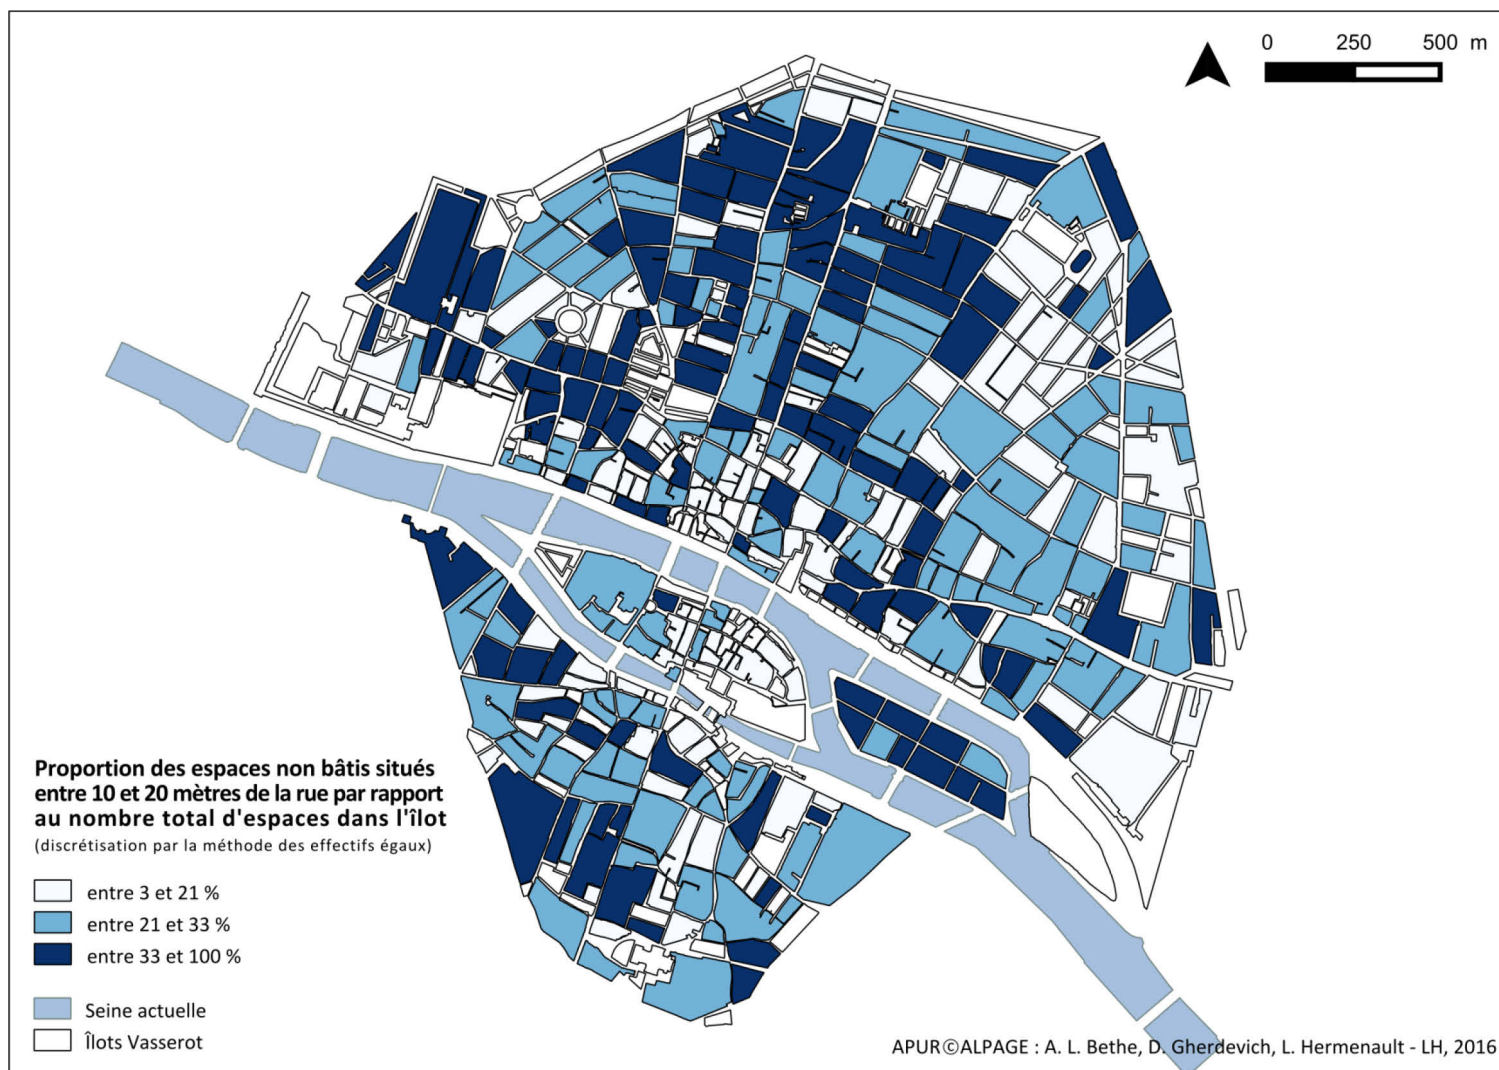 0 250 500 m
Proportion des espaces non bâtis situés
entre 10 et 20 mètres de la rue par rapport
au nombre total d'espaces dans l'îlot
(discrétisation par la méthode des effectifs égaux)
entre 3 et 21 %
entre 21 et 33 %
entre 33 et 100 %
Seine actuelle
Îlots Vasserot
APUR©ALPAGE : A. L. Bethe, D. Gherdevich, L. Hermenault - LH, 2016